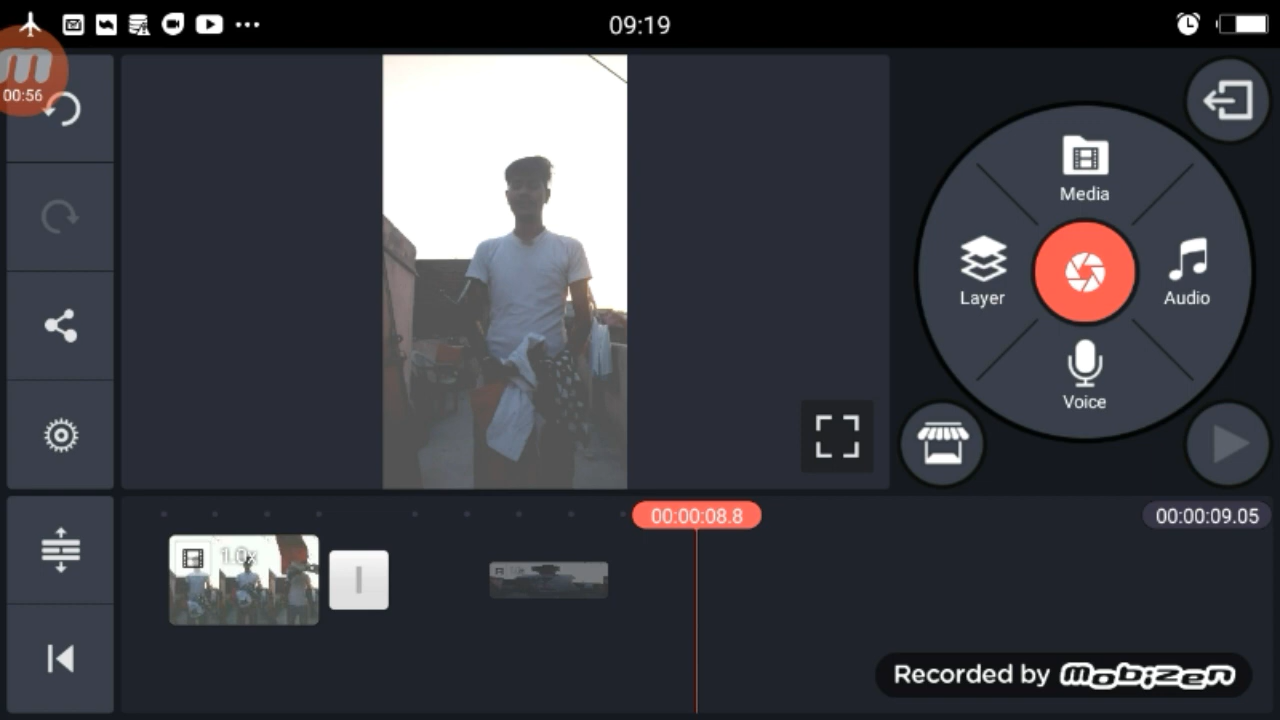 09:19
m
00:56
Media
Layer
Audio
Voice
00:00:08.8
00:00:09.05
1.0x
Recorded by mobizen